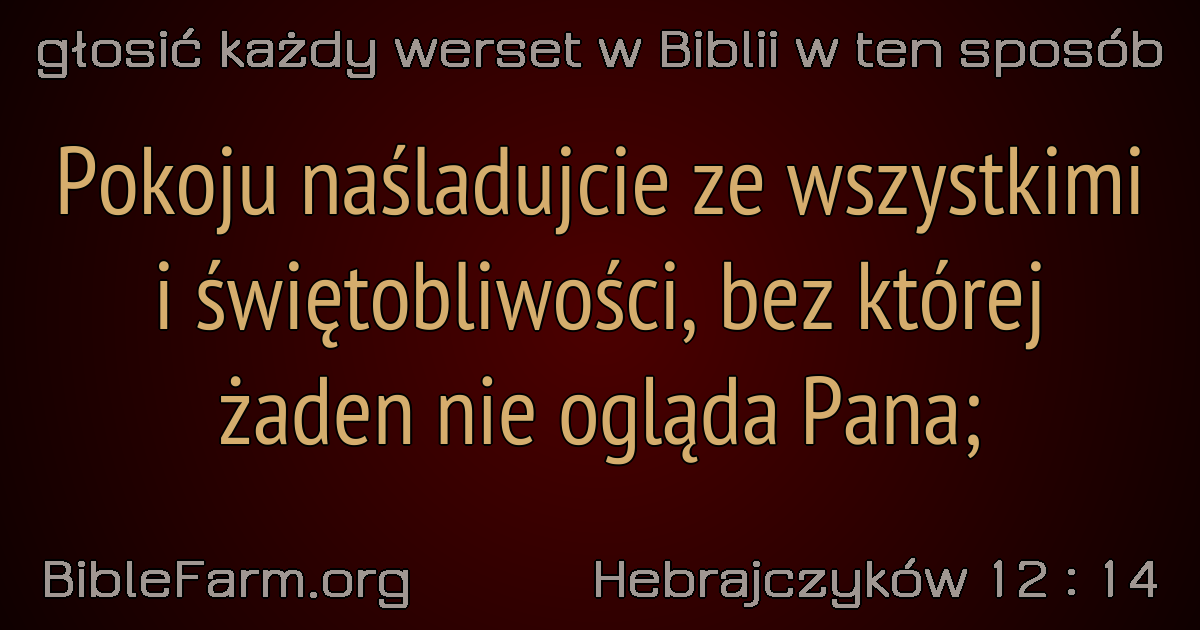 głosić każdy werset w Biblii w ten sposób
Pokoju naśladujcie ze wszystkimi
i świętobliwości, bez której
żaden nie ogląda Pana;
BibleFarm.org
Hebrajczyków 12 : 14